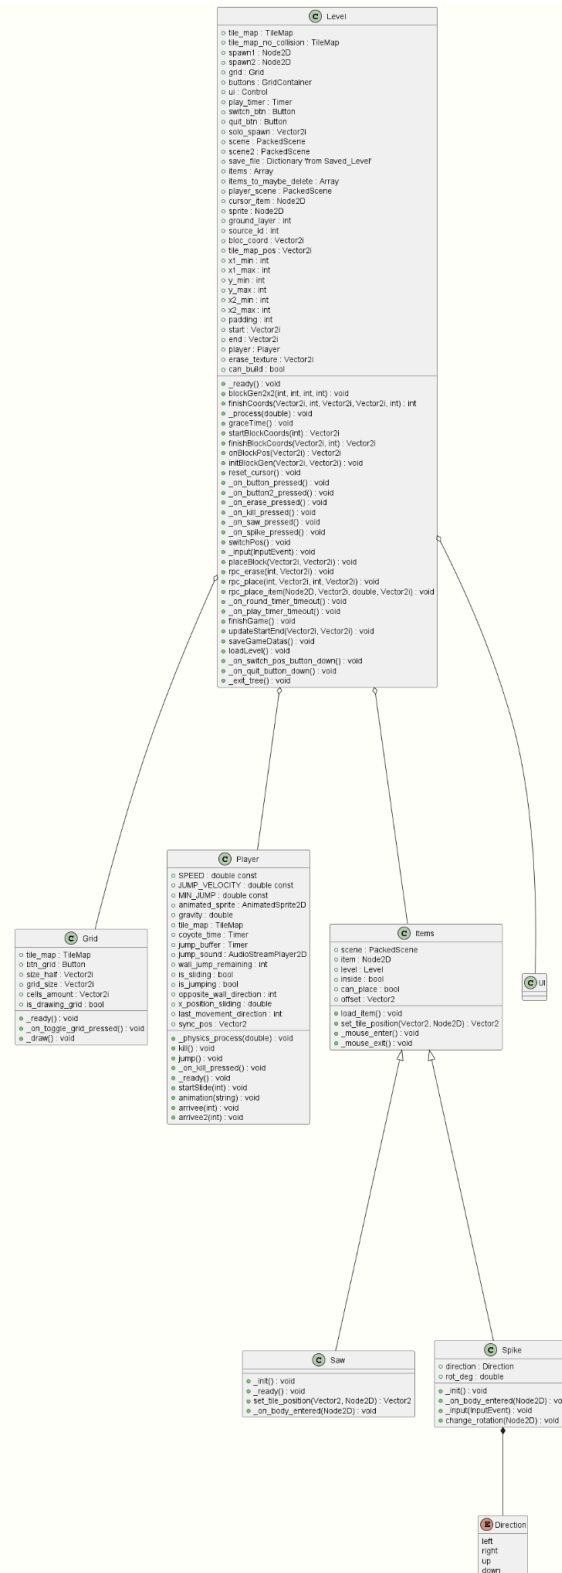 C Level
tile_map : TileMap
tile_map_no_collision : TileMap
spawn1 : Node2D
spawn2 : Node2D
grid : Grid
buttons : GridContainer
ui : Control
play_timer : Timer
switch_btn : Button
quit_btn : Button
solo_spawn : Vector2i
scene : PackedScene
scene2 : PackedScene
save_file : Dictionary 'from Saved_Level'
items : Array
items_to_maybe_delete : Array
player_scene : PackedScene
cursor_item : Node2D
sprite : Node2D
ground_layer : int
source_id : int
bloc_coord : Vector2i
tile_map_pos : Vector2i
x1_min : int
x1_max : int
y_min : int
y_max : int
x2_min : int
x2_max : int
padding : int
start : Vector2i
end : Vector2i
player : Player
erase_texture : Vector2i
can_build : bool
_ready() : void
blockGen2x2(int, int, int, int) : void
finishCoords(Vector2i, int, Vector2i, Vector2i, int) : int
_process(double) : void
graceTime() : void
startBlockCoords(int) : Vector2i
finishBlockCoords(Vector2i, int) : Vector2i
onBlockPos(Vector2i) : Vector2i
initBlockGen(Vector2i, Vector2i) : void
reset_cursor() : void
_on_button_pressed() : void
_on_button2_pressed() : void
_on_erase_pressed() : void
_on_kill_pressed() : void
_on_saw_pressed() : void
_on_spike_pressed() : void
switchPos() : void
_input(InputEvent) : void
placeBlock(Vector2i, Vector2i) : void
rpc_erase(int, Vector2i) : void
rpc_place(int, Vector2i, int, Vector2i) : void
rpc_place_item(Node2D, Vector2i, double, Vector2i) : void
_on_round_timer_timeout() : void
_on_play_timer_timeout() : void
finishGame() : void
updateStartEnd(Vector2i, Vector2i) : void
saveGameDatas() : void
loadLevel() : void
_on_switch_pos_button_down() : void
_on_quit_button_down() : void
_exit_tree() : void
C Grid
tile_map : TileMap
btn_grid : Button
size_half : Vector2i
grid_size : Vector2i
cells_amount : Vector2i
is_drawing_grid : bool
_ready() : void
_on_toggle_grid_pressed() : void
_draw() : void
C Player
SPEED : double const
JUMP_VELOCITY : double const
MIN_JUMP : double const
animated_sprite : AnimatedSprite2D
gravity : double
tile_map : TileMap
coyote_time : Timer
jump_buffer : Timer
jump_sound : AudioStreamPlayer2D
wall_jump_remaining : int
is_sliding : bool
is_jumping : bool
opposite_wall_direction : int
x_position_sliding : double
last_movement_direction : int
sync_pos : Vector2
_physics_process(double) : void
kill() : void
jump() : void
_on_kill_pressed() : void
_ready() : void
startSlide(int) : void
animation(string) : void
arrivee(int) : void
arrivee2(int) : void
C Items
scene : PackedScene
item : Node2D
level : Level
inside : bool
can_place : bool
offset : Vector2
load_item() : void
set_tile_position(Vector2, Node2D) : Vector2
_mouse_enter() : void
_mouse_exit() : void
C UI
C Saw
_init() : void
_ready() : void
set_tile_position(Vector2, Node2D) : Vector2
_on_body_entered(Node2D) : void
C Spike
direction : Direction
rot_deg : double
_init() : void
_on_body_entered(Node2D) : vo
_input(InputEvent) : void
change_rotation(Node2D) : void
E Direction
left
right
up
down